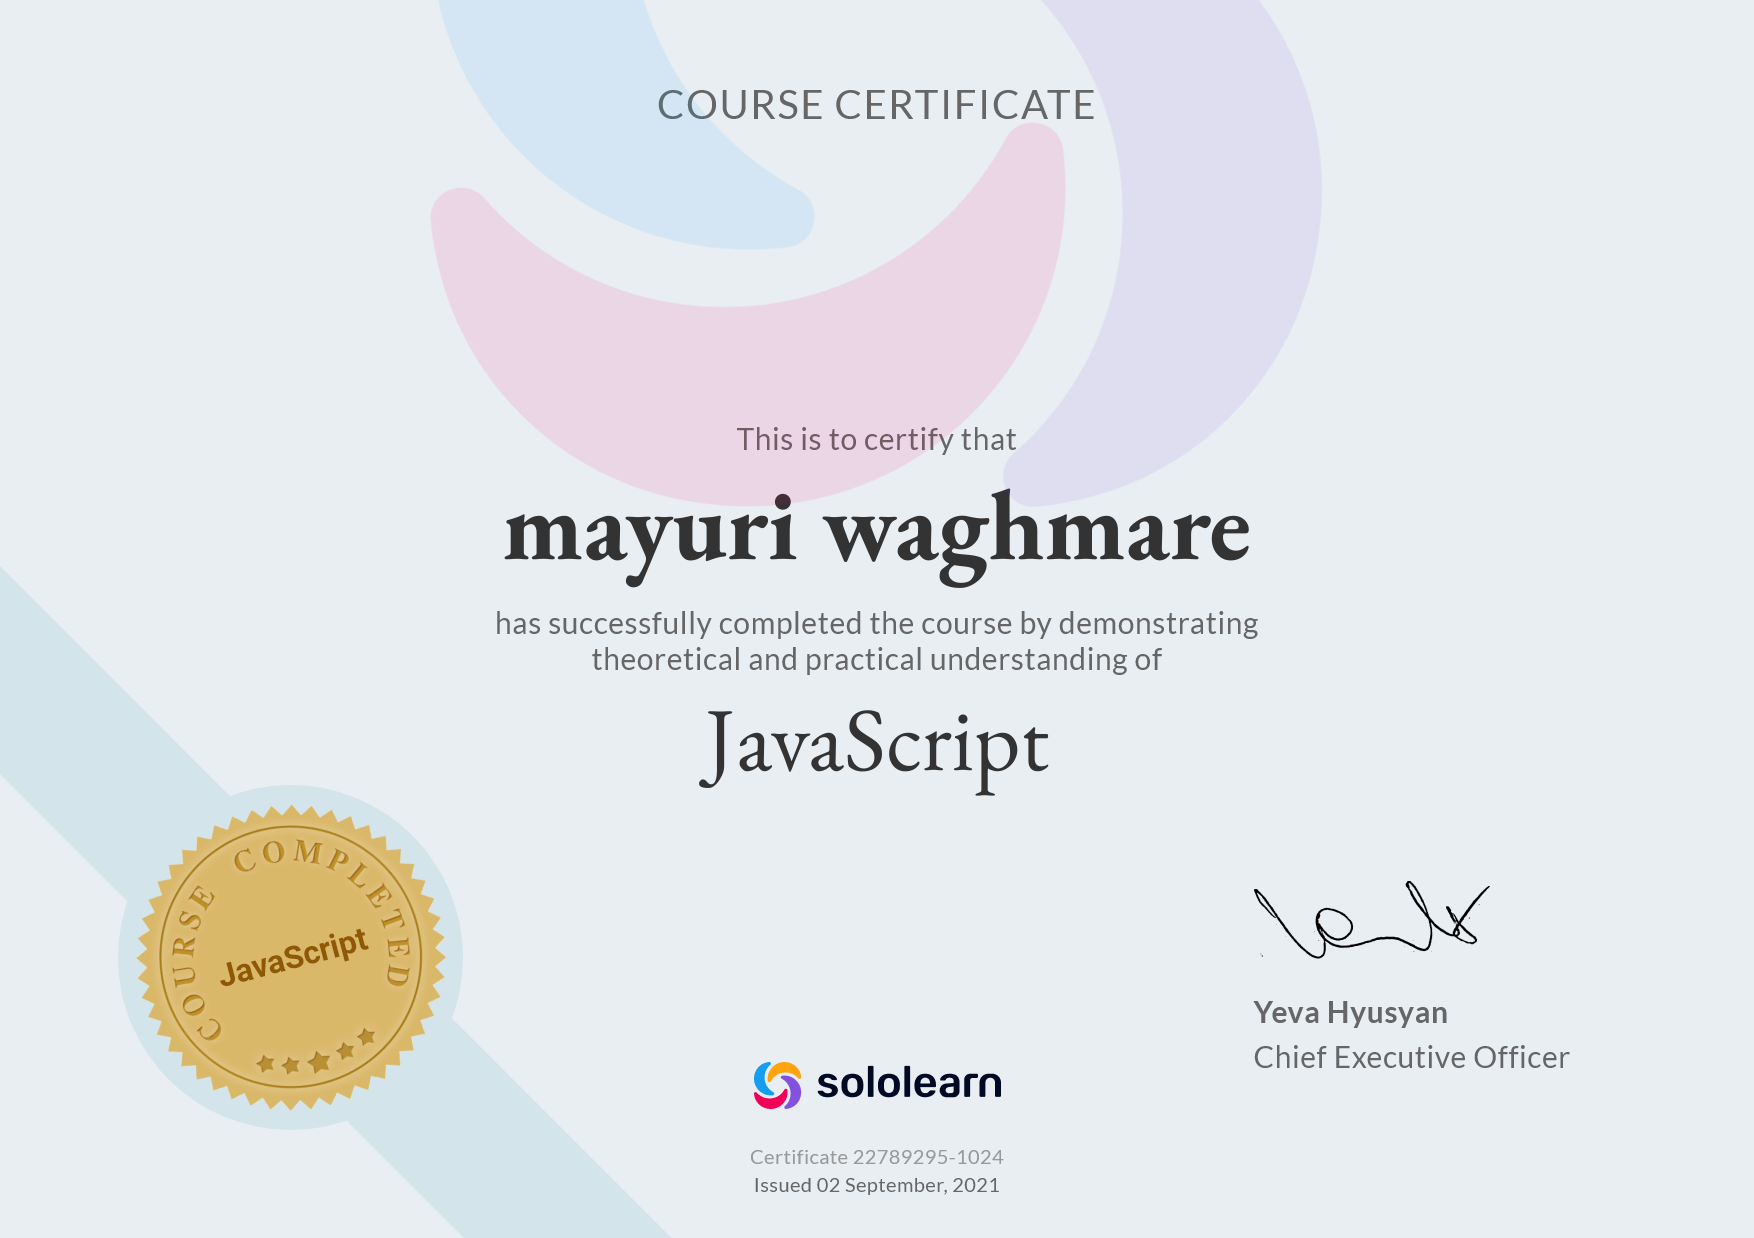 COURSE CERTIFICATE
This is to certify that
mayuri waghmare
has successfully completed the course by demonstrating
theoretical and practical understanding of
JavaScript
COURSE COMPLETED
JavaScript
Yeva Hyusyan
Chief Executive Officer
sololearn
Certificate 22789295-1024
Issued 02 September, 2021